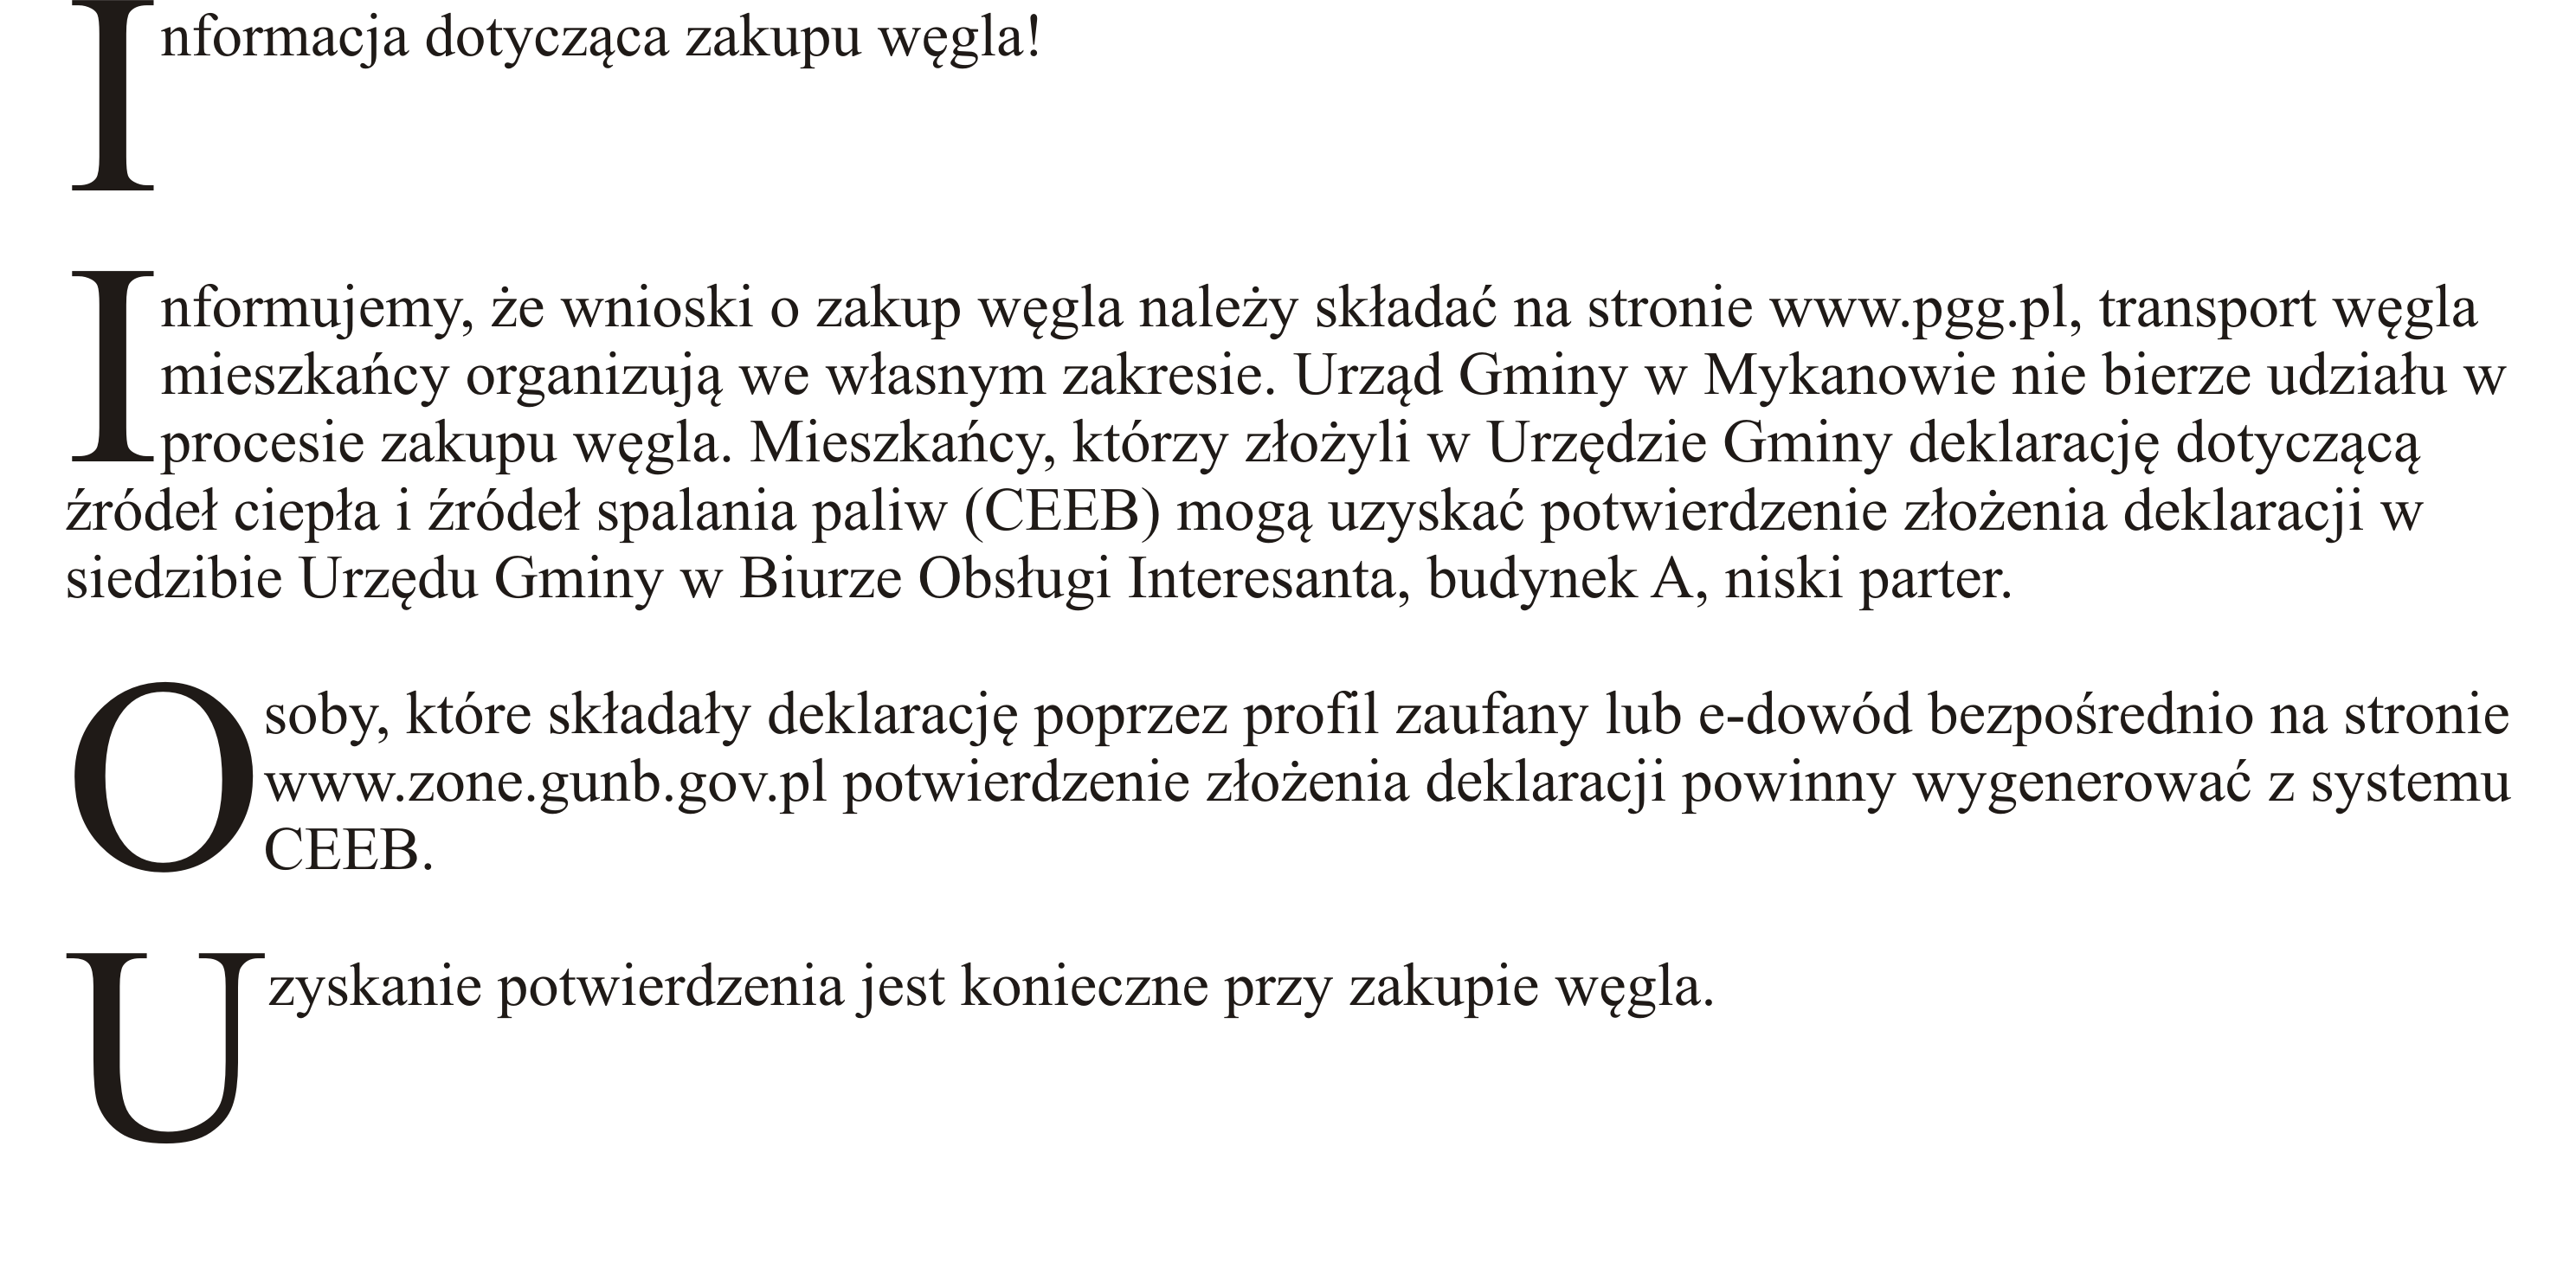 Informacja dotycząca zakupu węgla!
Informujemy, że wnioski o zakup węgla należy składać na stronie www.pgg.pl, transport węgla
mieszkańcy organizują we własnym zakresie. Urząd Gminy w Mykanowie nie bierze udziału w
procesie zakupu węgla. Mieszkańcy, którzy złożyli w Urzędzie Gminy deklarację dotyczącą
źródeł ciepła i źródeł spalania paliw (CEEB) mogą uzyskać potwierdzenie złożenia deklaracji w
siedzibie Urzędu Gminy w Biurze Obsługi Interesanta, budynek A, niski parter.
Osoby, które składały deklarację poprzez profil zaufany lub e-dowód bezpośrednio na stronie
www.zone.gunb.gov.pl potwierdzenie złożenia deklaracji powinny wygenerować z systemu
CEEB.
Uzyskanie potwierdzenia jest konieczne przy zakupie węgla.